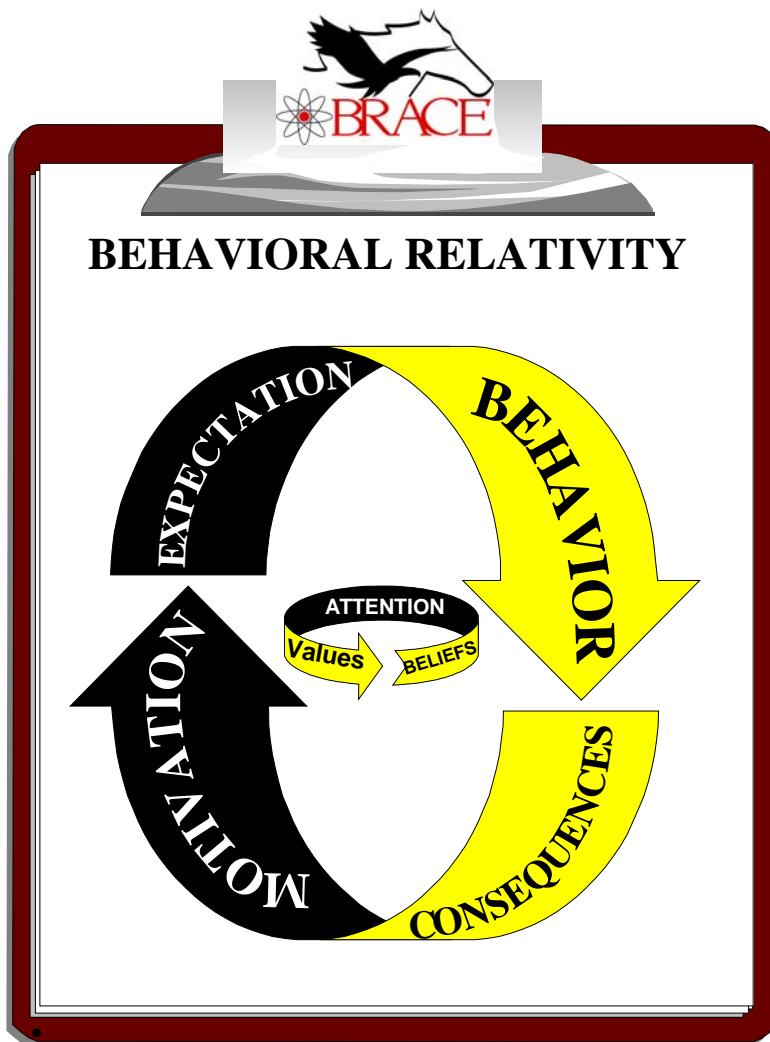 BRACE
BEHAVIORAL RELATIVITY
EXPECTATION
BEHAVIOR
ATTENTION
Values
BELIEFS
MOTIVATION
CONSEQUENCES